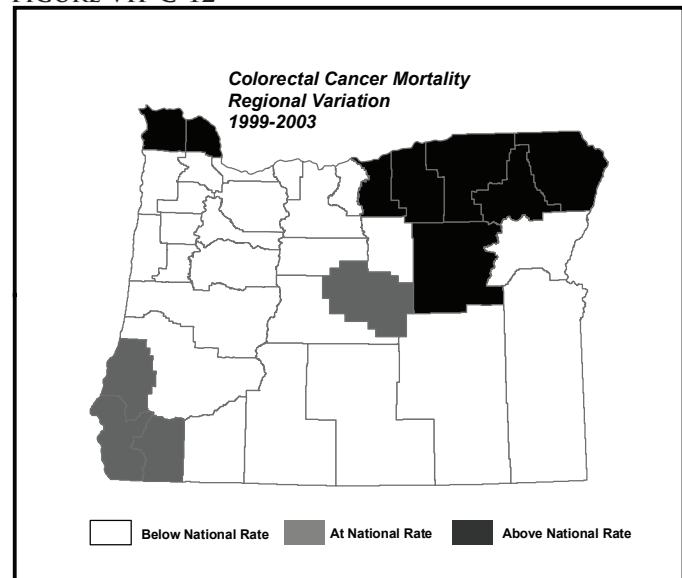 FIGURE VII-C-12
Colorectal Cancer Mortality
Regional Variation
1999-2003
Below National Rate At National Rate Above National Rate